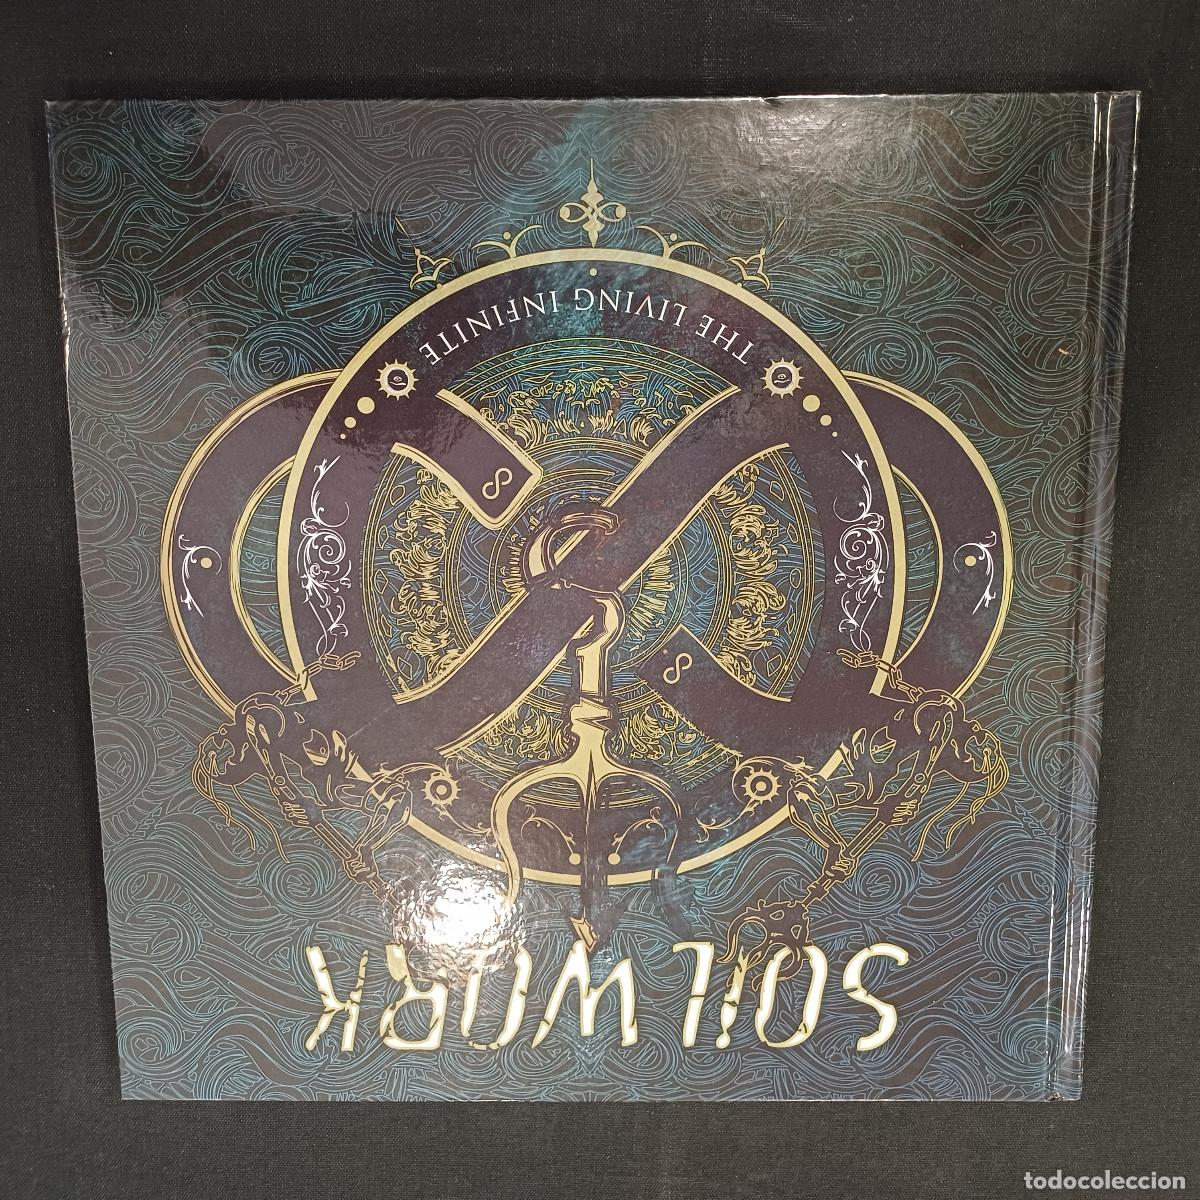 SOILWORK
THE LIVING INFINITE
todocoleccion